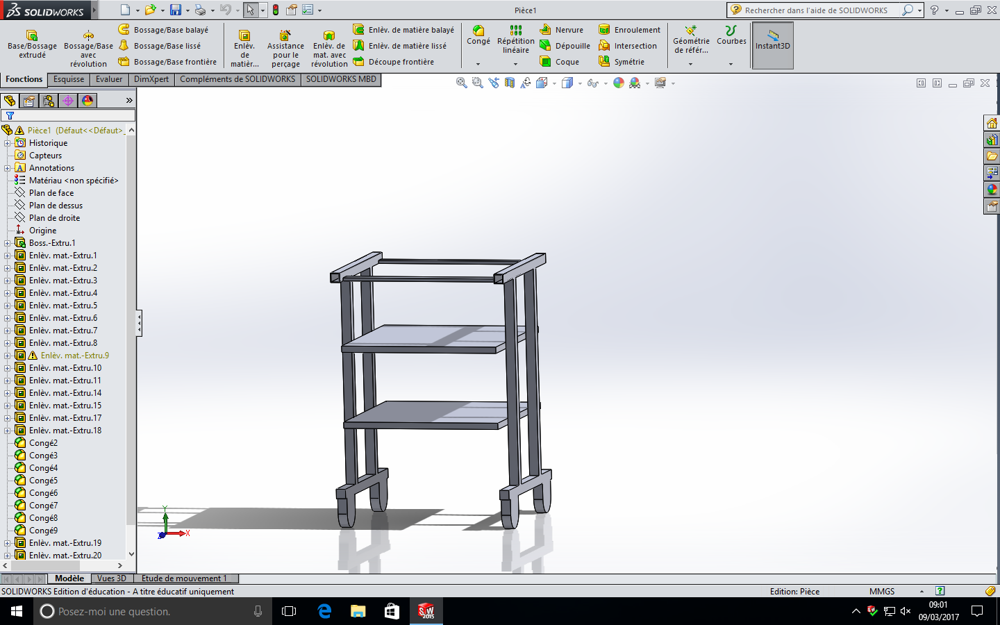 SOLIDWORKS
Pièce1
Rechercher dans l'aide de SOLIDWORKS
Base/Bossage extrudé
Bossage/Base avec révolution
Bossage/Base balayé
Bossage/Base lissé
Bossage/Base frontière
Enlèv. de matièr...
Assistance pour le perçage
Enlèv. de mat. avec révolution
Enlèv. de matière balayé
Enlèv. de matière lissé
Découpe frontière
Congé
Répétition linéaire
Nervure
Dépouille
Coque
Enroulement
Intersection
Symétrie
Géométrie de référ...
Courbes
Instant3D
Fonctions
Esquisse
Evaluer
DimXpert
Compléments de SOLIDWORKS
SOLIDWORKS MBD
Pièce1 (Défaut<<Défaut>_
Historique
Capteurs
Annotations
Matériau <non spécifié>
Plan de face
Plan de dessus
Plan de droite
Origine
Boss.-Extru.1
Enlèv. mat.-Extru.1
Enlèv. mat.-Extru.2
Enlèv. mat.-Extru.3
Enlèv. mat.-Extru.4
Enlèv. mat.-Extru.5
Enlèv. mat.-Extru.6
Enlèv. mat.-Extru.7
Enlèv. mat.-Extru.8
Enlèv. mat.-Extru.9
Enlèv. mat.-Extru.10
Enlèv. mat.-Extru.11
Enlèv. mat.-Extru.14
Enlèv. mat.-Extru.15
Enlèv. mat.-Extru.17
Enlèv. mat.-Extru.18
Congé2
Congé3
Congé4
Congé5
Congé6
Congé7
Congé8
Congé9
Enlèv. mat.-Extru.19
Enlèv. mat.-Extru.20
Y
X
Z
Modèle
Vues 3D
Etude de mouvement 1
SOLIDWORKS Edition d'éducation - A titre éducatif uniquement
Edition: Pièce
MMGS
Posez-moi une question.
SW 2015
09:01
09/03/2017